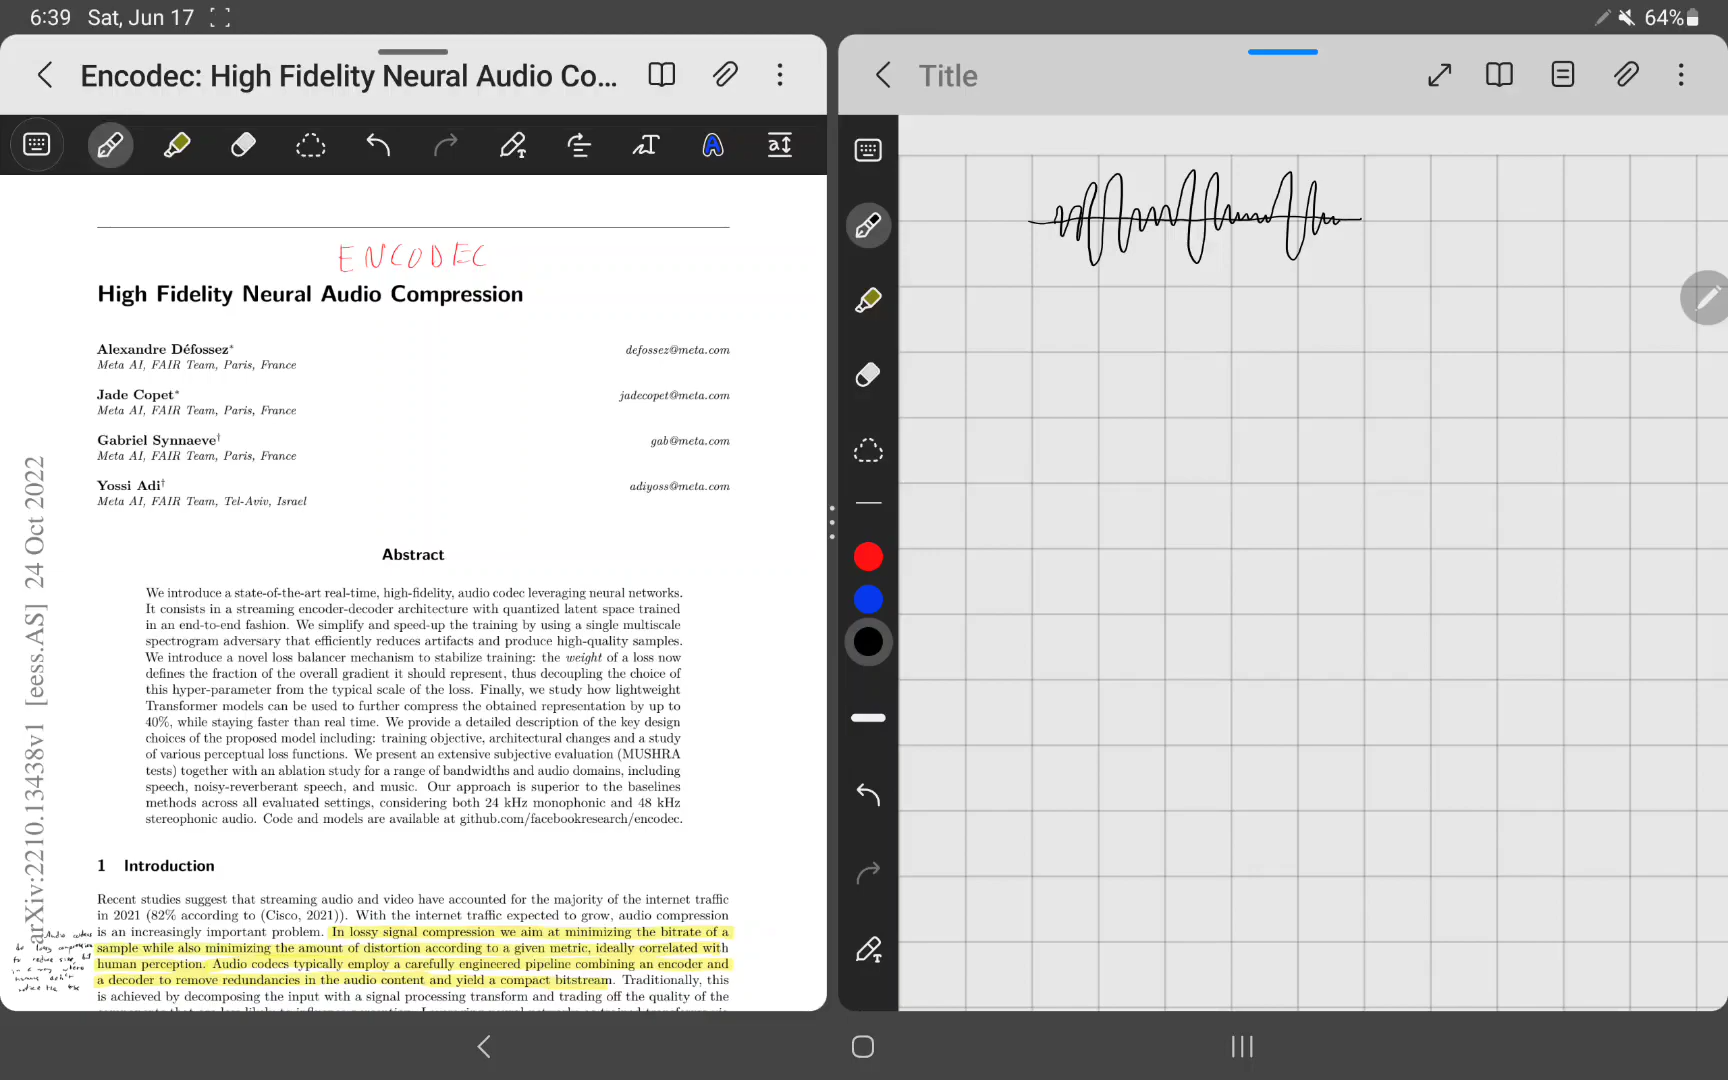 6:39 Sat, Jun 17
64%
Encodec: High Fidelity Neural Audio Co...
ENCODEC
High Fidelity Neural Audio Compression
Alexandre Défossez* defossez@meta.com
Meta AI, FAIR Team, Paris, France
Jade Copet* jadecopet@meta.com
Meta AI, FAIR Team, Paris, France
Gabriel Synnaeve† gab@meta.com
Meta AI, FAIR Team, Paris, France
Yossi Adi† adiyoss@meta.com
Meta AI, FAIR Team, Tel-Aviv, Israel
arXiv:2210.13438v1 [eess.AS] 24 Oct 2022
Abstract
We introduce a state-of-the-art real-time, high-fidelity, audio codec leveraging neural networks.
It consists in a streaming encoder-decoder architecture with quantized latent space trained
in an end-to-end fashion. We simplify and speed-up the training by using a single multiscale
spectrogram adversary that efficiently reduces artifacts and produce high-quality samples.
We introduce a novel loss balancer mechanism to stabilize training: the weight of a loss now
defines the fraction of the overall gradient it should represent, thus decoupling the choice of
this hyper-parameter from the typical scale of the loss. Finally, we study how lightweight
Transformer models can be used to further compress the obtained representation by up to
40%, while staying faster than real time. We provide a detailed description of the key design
choices of the proposed model including: training objective, architectural changes and a study
of various perceptual loss functions. We present an extensive subjective evaluation (MUSHRA
tests) together with an ablation study for a range of bandwidths and audio domains, including
speech, noisy-reverberant speech, and music. Our approach is superior to the baselines
methods across all evaluated settings, considering both 24 kHz monophonic and 48 kHz
stereophonic audio. Code and models are available at github.com/facebookresearch/encodec.
1 Introduction
Recent studies suggest that streaming audio and video have accounted for the majority of the internet traffic
in 2021 (82% according to (Cisco, 2021)). With the internet traffic expected to grow, audio compression
is an increasingly important problem. In lossy signal compression we aim at minimizing the bitrate of a
sample while also minimizing the amount of distortion according to a given metric, ideally correlated with
human perception. Audio codecs typically employ a carefully engineered pipeline combining an encoder and
a decoder to remove redundancies in the audio content and yield a compact bitstream. Traditionally, this
is achieved by decomposing the input with a signal processing transform and trading off the quality of the
Audio codecs
do lossy compression
to reduce size
in a way where
humans
notice the
Title